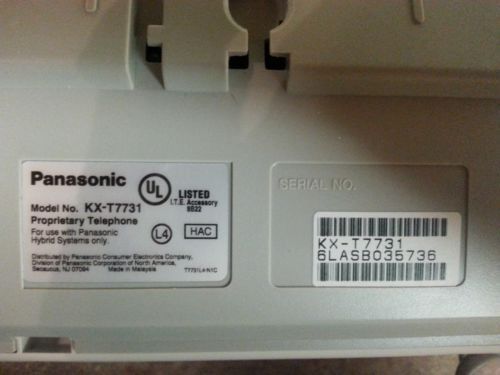 Panasonic
UL
LISTED
I.T.E. Accessory
6B22
Model No. KX-T7731
Proprietary Telephone
For use with Panasonic
Hybrid Systems only.
L4
HAC
Distributed by Panasonic Consumer Electronics Company,
Division of Panasonic Corporation of North America,
Secaucus, NJ 07094 Made in Malaysia
T7731L4-N1C
SERIAL NO.
KX-T7731
6LASB035736